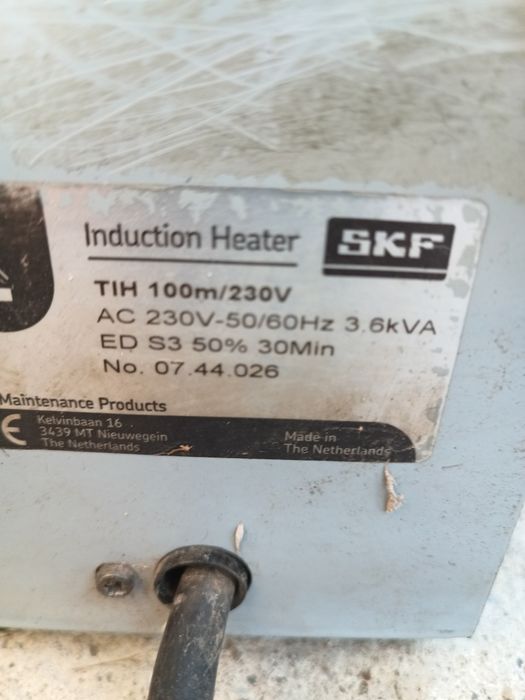 Induction Heater
SKF
TIH 100m/230V
AC 230V-50/60Hz 3.6kVA
ED S3 50% 30Min
No. 07.44.026
Maintenance Products
CE
Kelvinbaan 16
3439 MT Nieuwegein
The Netherlands
Made in
The Netherlands